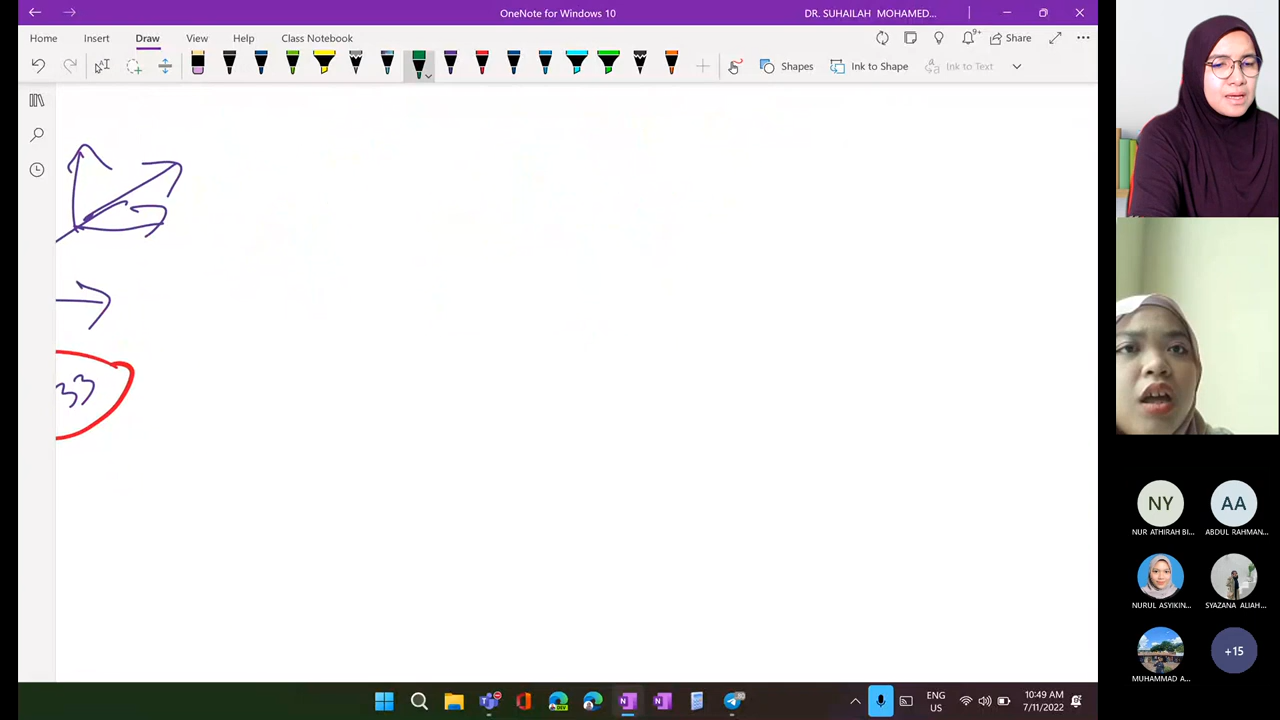 OneNote for Windows 10
DR. SUHAILAH MOHAMED...
Home
Insert
Draw
View
Help
Class Notebook
9+
Share
Shapes
Ink to Shape
Ink to Text
33
NY
AA
NUR ATHIRAH BI...
ABDUL RAHMAN...
NURUL ASYIKIN...
SYAZANA ALIAH...
MUHAMMAD A...
+15
ENG
US
10:49 AM
7/11/2022